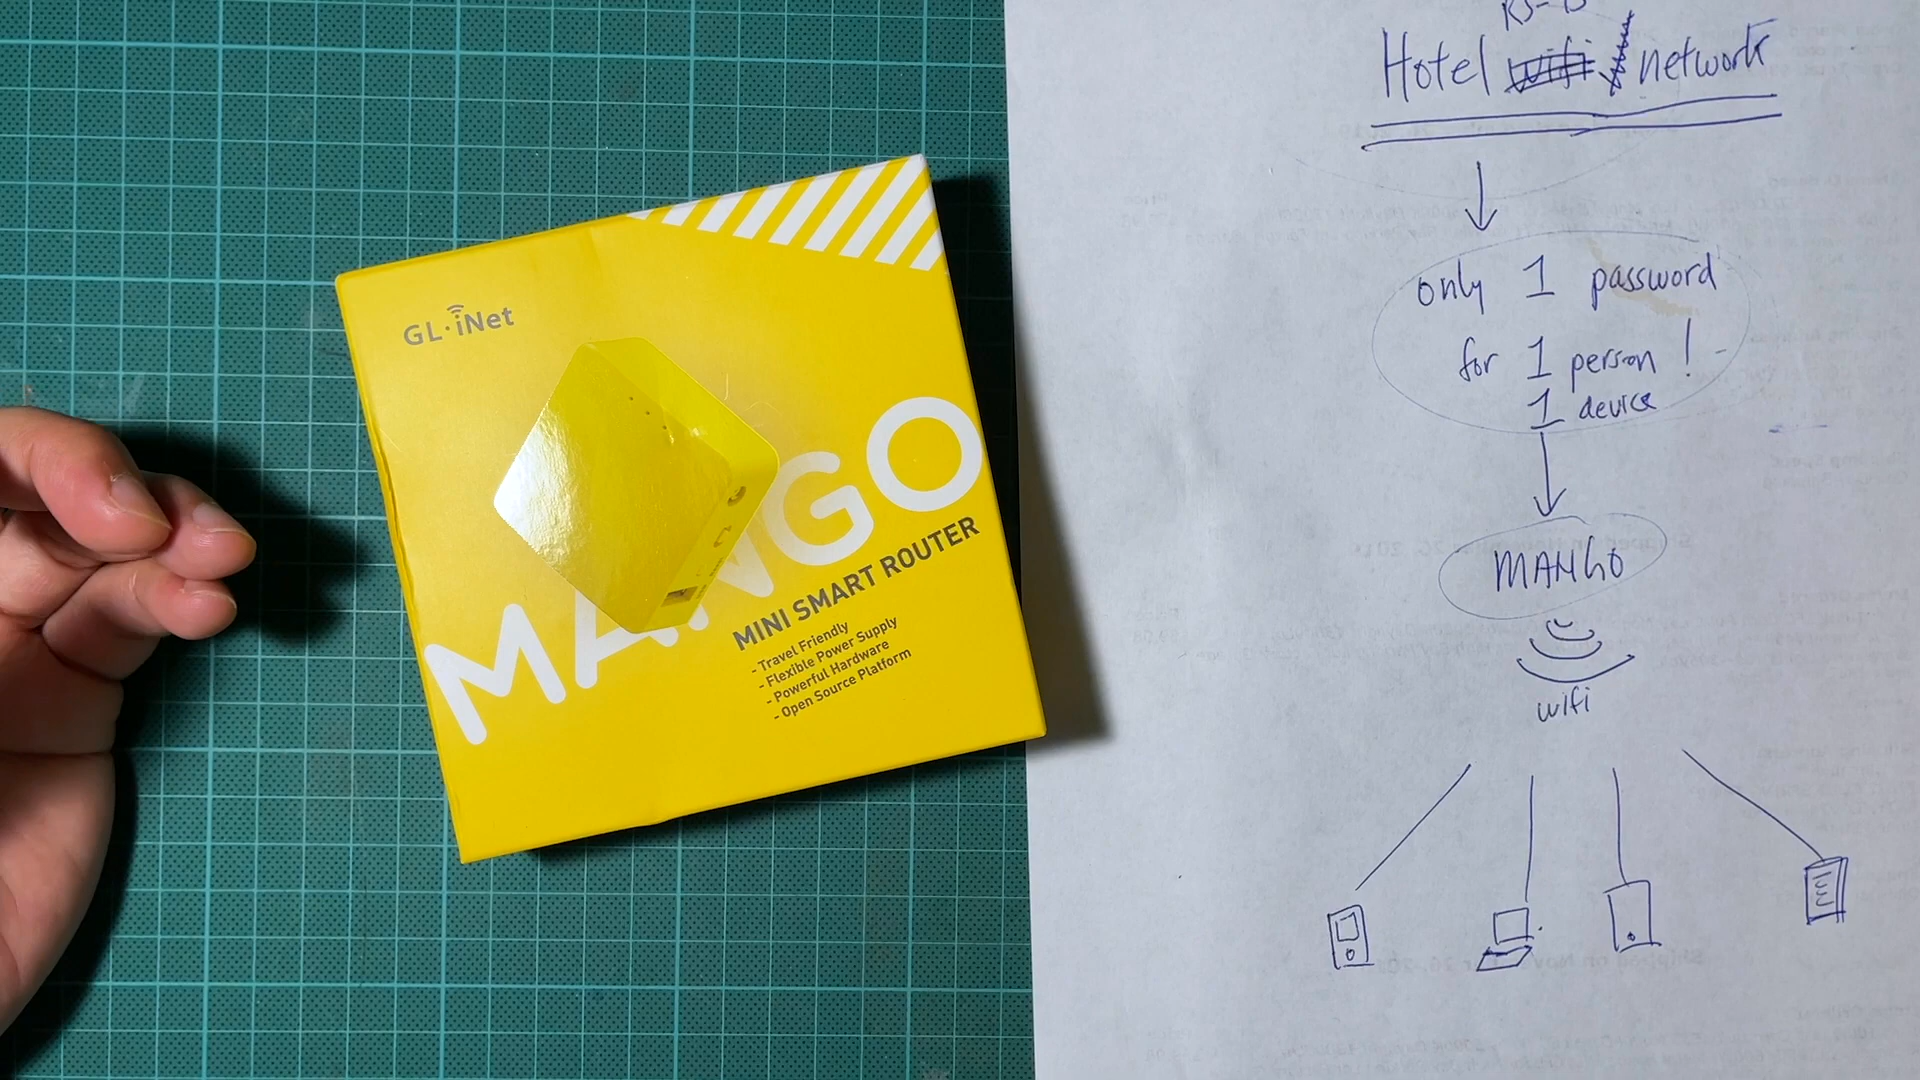 GL·iNet
MANGO
MINI SMART ROUTER
- Travel Friendly
- Flexible Power Supply
- Powerful Hardware
- Open Source Platform
Hotel wifi network
only 1 password
for 1 person !
1 device
MANGO
wifi